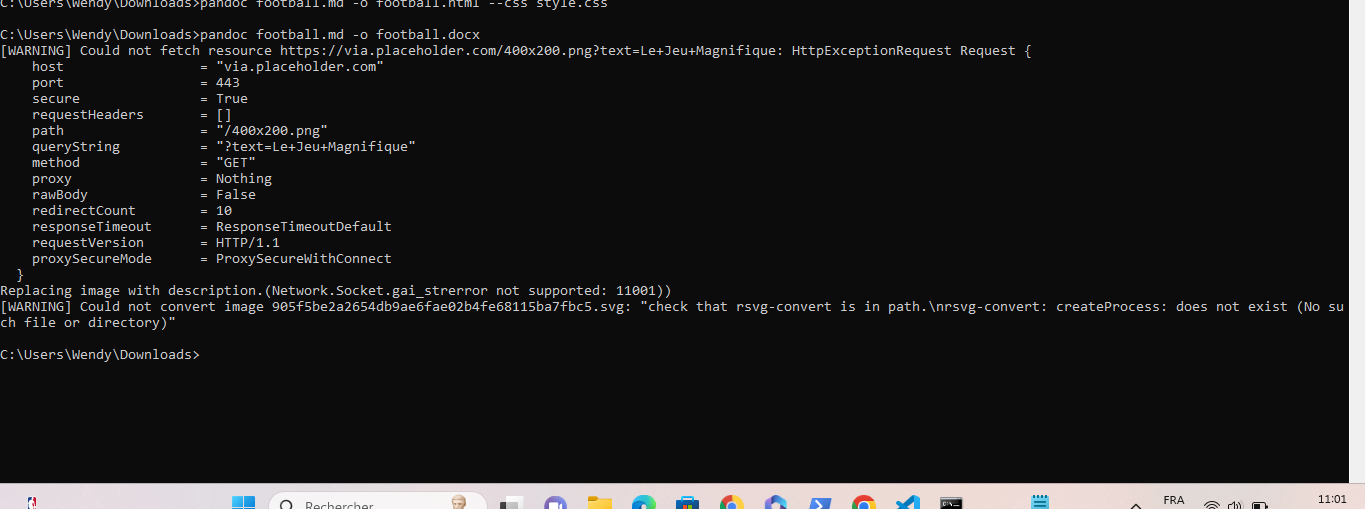 C:\Users\Wendy\Downloads>pandoc football.md -o football.html --css style.css
C:\Users\Wendy\Downloads>pandoc football.md -o football.docx
[WARNING] Could not fetch resource https://via.placeholder.com/400x200.png?text=Le+Jeu+Magnifique: HttpExceptionRequest Request {
host = "via.placeholder.com"
port = 443
secure = True
requestHeaders = []
path = "/400x200.png"
queryString = "?text=Le+Jeu+Magnifique"
method = "GET"
proxy = Nothing
rawBody = False
redirectCount = 10
responseTimeout = ResponseTimeoutDefault
requestVersion = HTTP/1.1
proxySecureMode = ProxySecureWithConnect
}
Replacing image with description.(Network.Socket.gai_strerror not supported: 11001))
[WARNING] Could not convert image 905f5be2a2654db9ae6fae02b4fe68115ba7fbc5.svg: "check that rsvg-convert is in path.\nrsvg-convert: createProcess: does not exist (No su
ch file or directory)"
C:\Users\Wendy\Downloads>
Rechercher
FRA
11:01